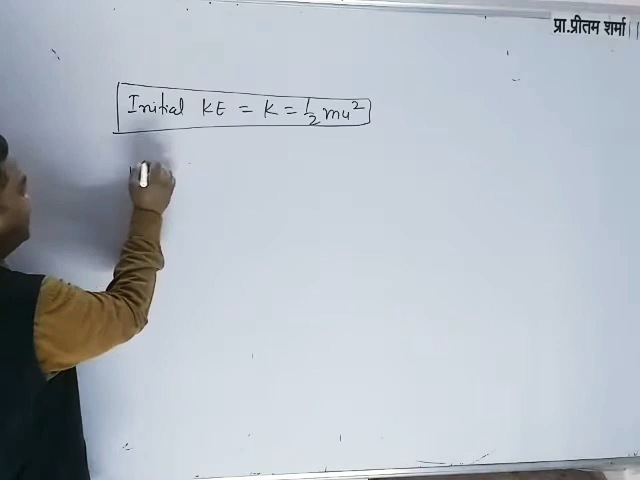 प्रा.प्रीतम शर्मा||
Initial KE = K = 1/2 mu²